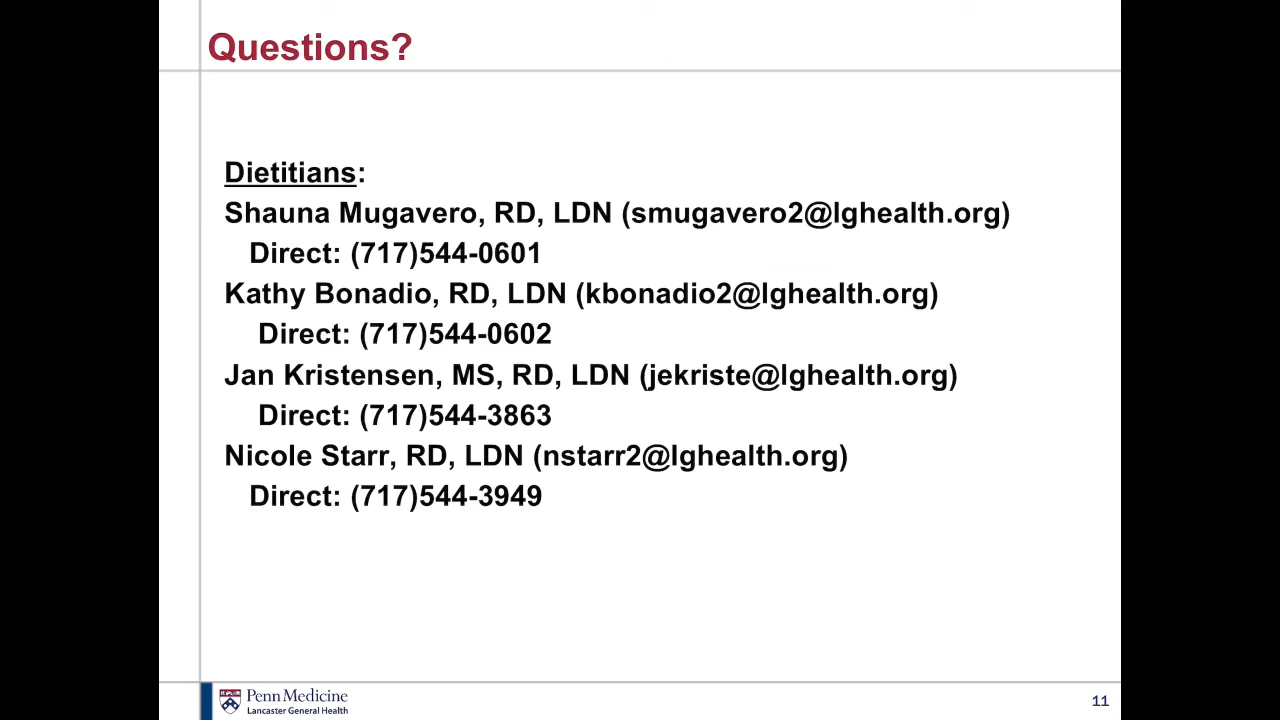 Questions?
Dietitians:
Shauna Mugavero, RD, LDN (smugavero2@lghealth.org)
Direct: (717)544-0601
Kathy Bonadio, RD, LDN (kbonadio2@lghealth.org)
Direct: (717)544-0602
Jan Kristensen, MS, RD, LDN (jekriste@lghealth.org)
Direct: (717)544-3863
Nicole Starr, RD, LDN (nstarr2@lghealth.org)
Direct: (717)544-3949
Penn Medicine
Lancaster General Health
11